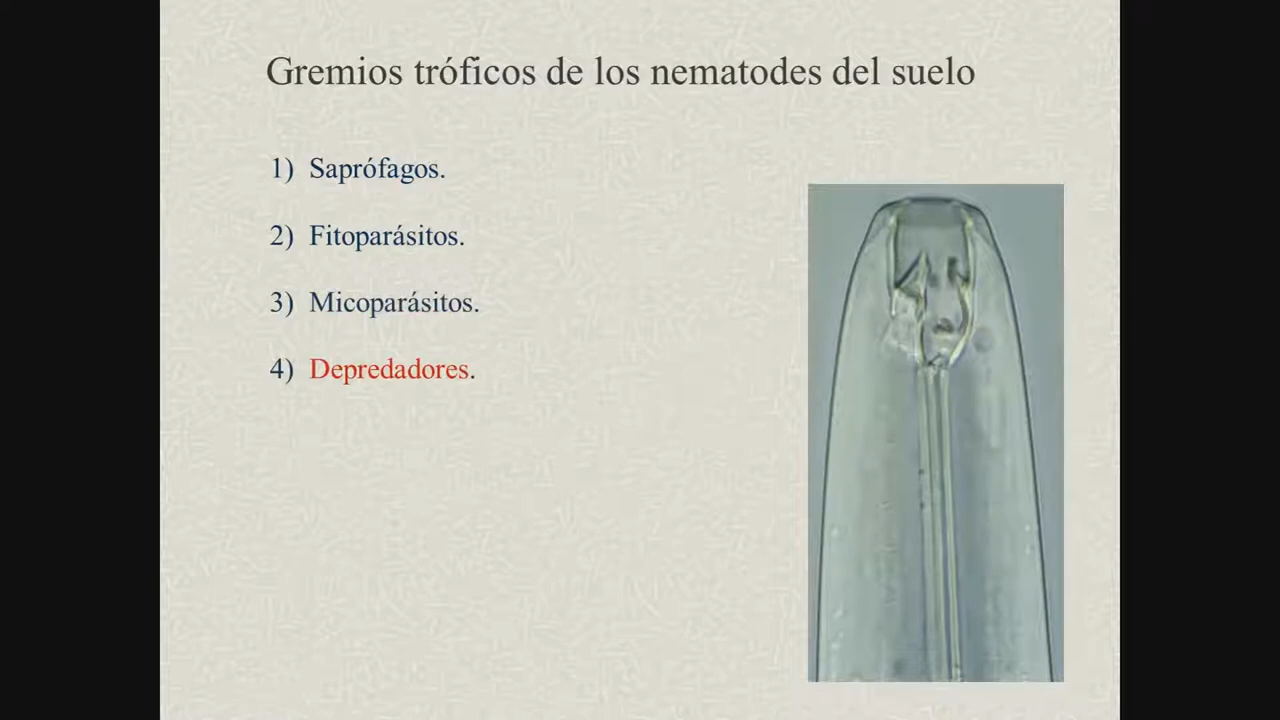 Gremios tróficos de los nematodes del suelo
1) Saprófagos.
2) Fitoparásitos.
3) Micoparásitos.
4) Depredadores.